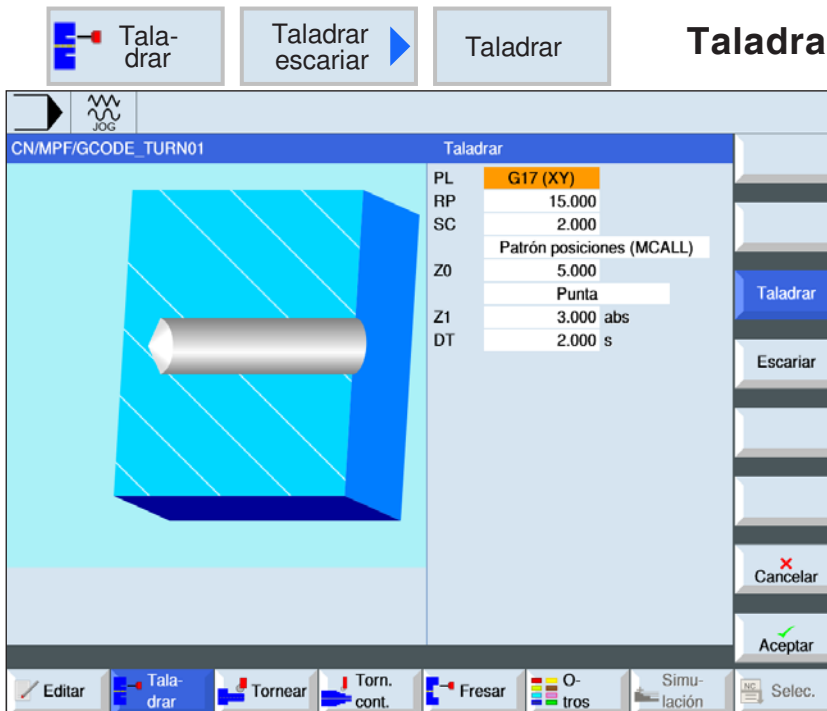 Tala-
drar
Taladrar
escariar
Taladrar
Taladra
JOG
CN/MPF/GCODE_TURN01
Taladrar
PL G17 (XY)
RP 15.000
SC 2.000
Patrón posiciones (MCALL)
Z0 5.000
Punta
Z1 3.000 abs
DT 2.000 s
Taladrar
Escariar
Cancelar
Aceptar
Editar
Tala-
drar
Tornear
Torn.
cont.
Fresar
O-
tros
Simu-
lación
NC
Selec.